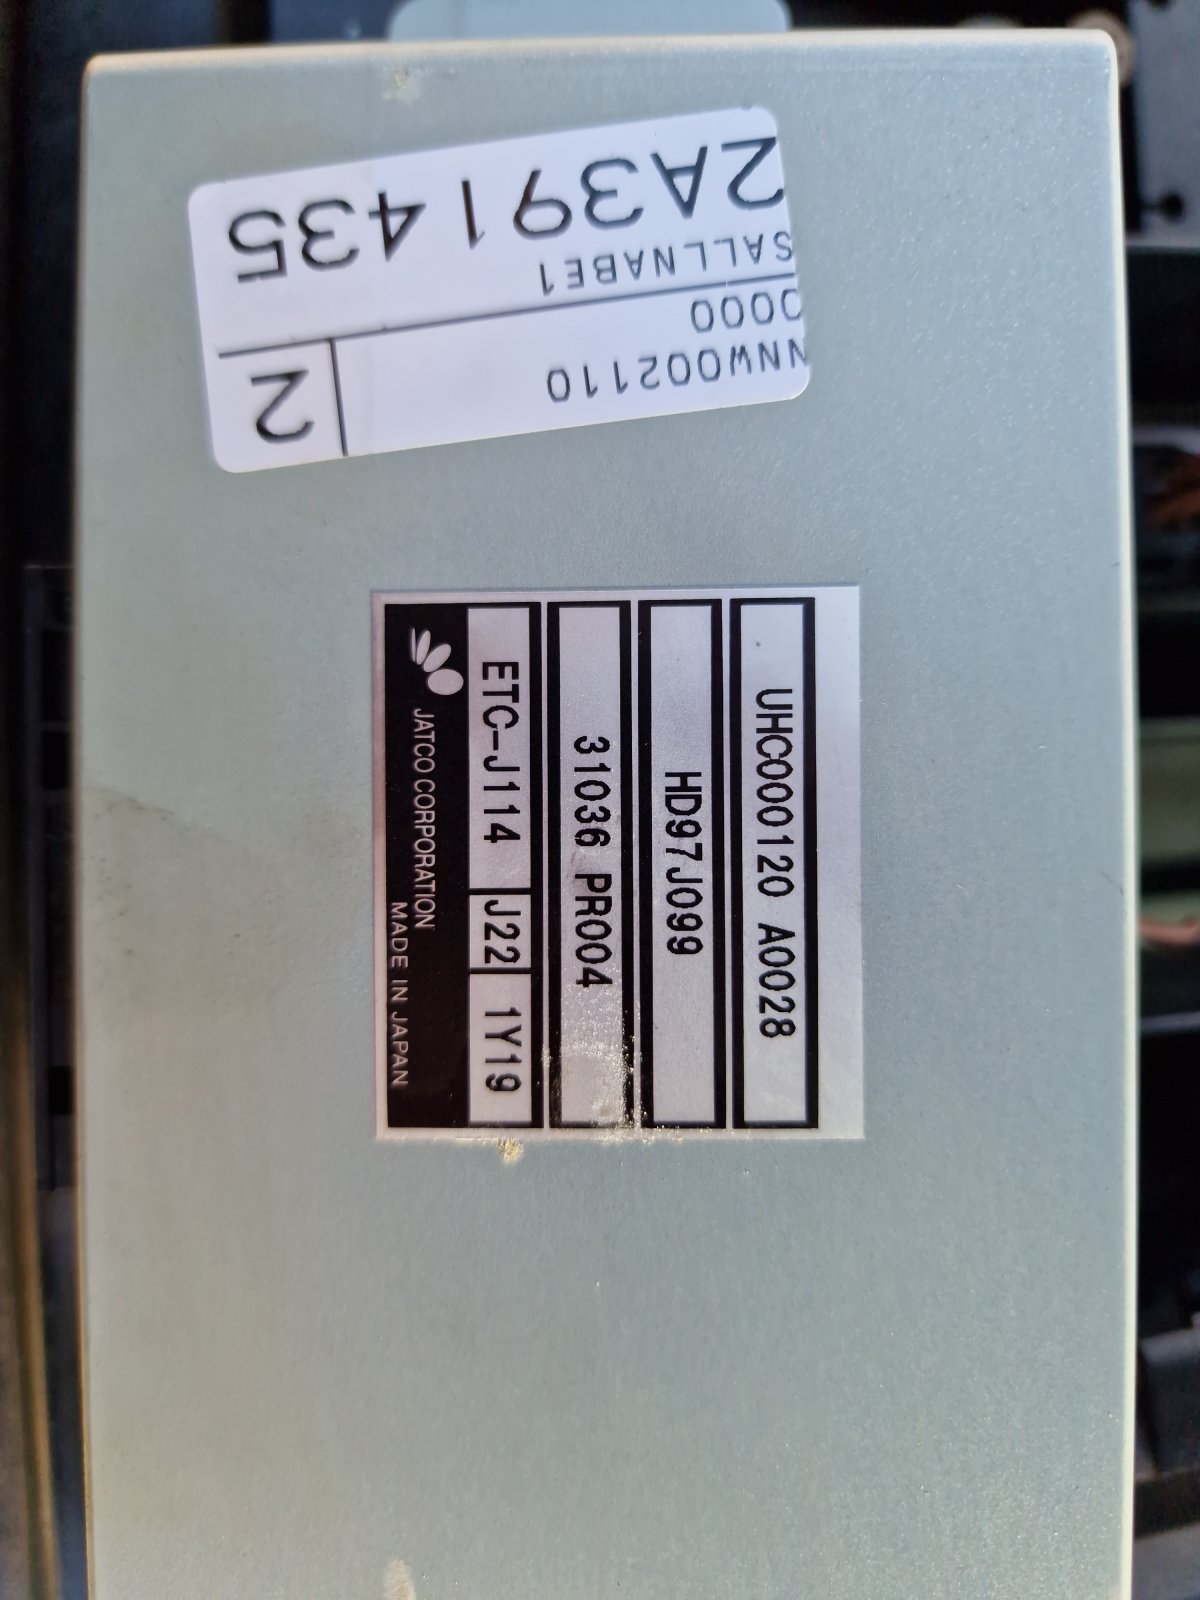 2A391435
SALLNABE1
0000
NNW002110
2
JATCO CORPORATION
MADE IN JAPAN
ETC-J114 J22 1Y19
31036 PR004
HD97J099
UHC000120 A0028